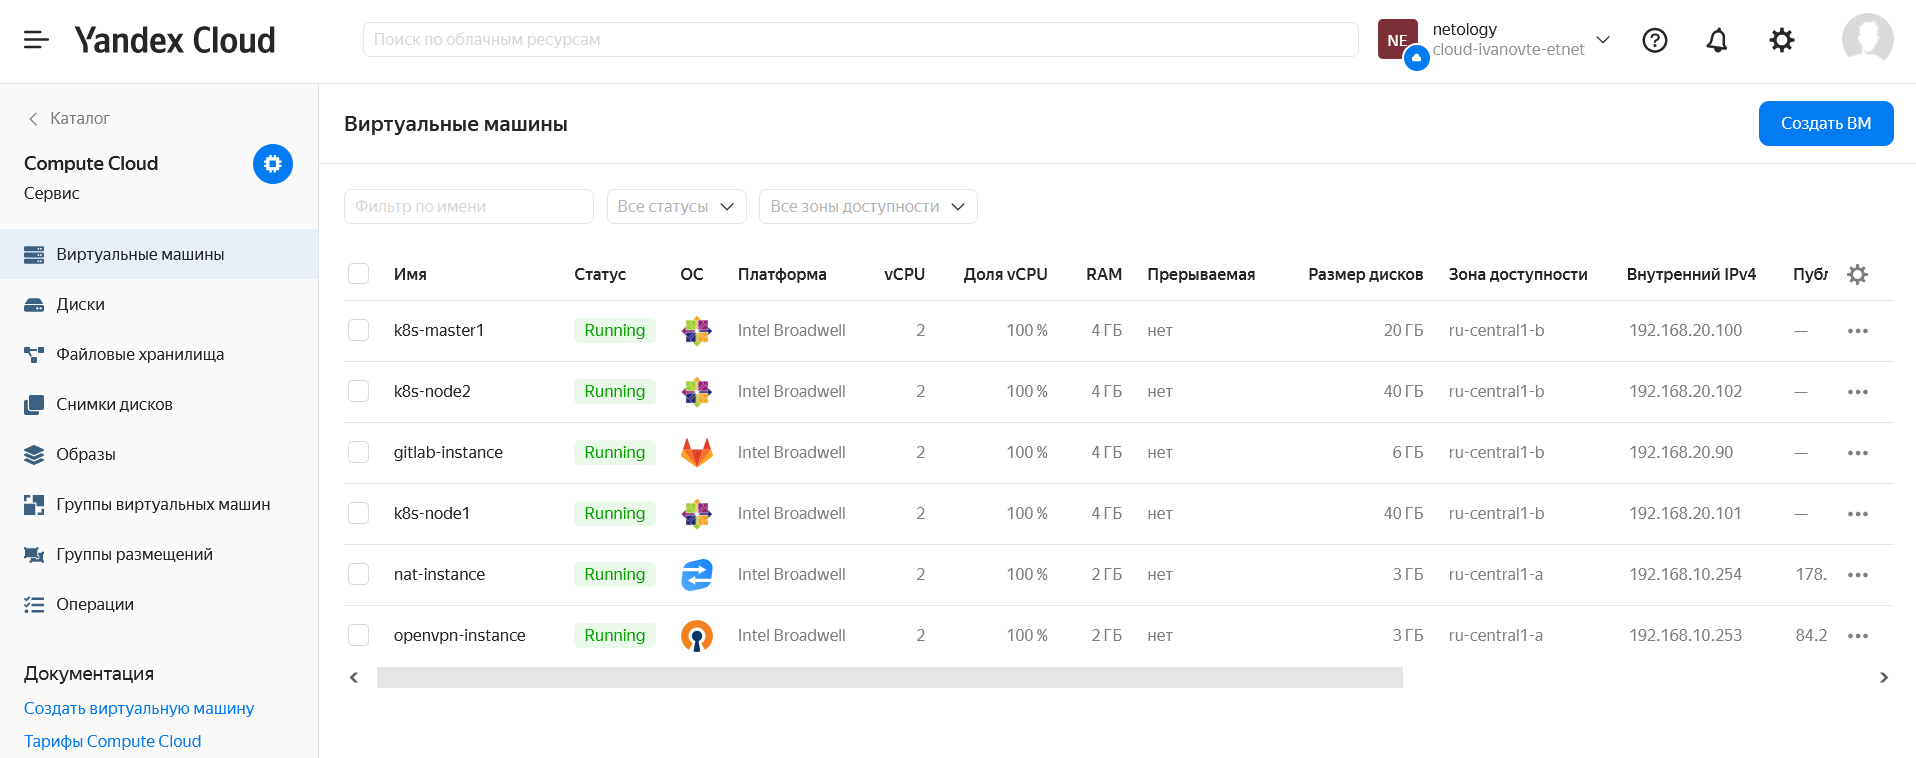 Yandex Cloud
Поиск по облачным ресурсам
NE
netology
cloud-ivanovte-etnet
Каталог
Compute Cloud
Сервис
Виртуальные машины
Диски
Файловые хранилища
Снимки дисков
Образы
Группы виртуальных машин
Группы размещений
Операции
Документация
Создать виртуальную машину
Тарифы Compute Cloud
Виртуальные машины
Создать ВМ
Фильтр по имени Все статусы Все зоны доступности
Имя Статус ОС Платформа vCPU Доля vCPU RAM Прерываемая Размер дисков Зона доступности Внутренний IPv4 Публ
k8s-master1 Running Intel Broadwell 2 100 % 4 ГБ нет 20 ГБ ru-central1-b 192.168.20.100 —
k8s-node2 Running Intel Broadwell 2 100 % 4 ГБ нет 40 ГБ ru-central1-b 192.168.20.102 —
gitlab-instance Running Intel Broadwell 2 100 % 4 ГБ нет 6 ГБ ru-central1-b 192.168.20.90 —
k8s-node1 Running Intel Broadwell 2 100 % 4 ГБ нет 40 ГБ ru-central1-b 192.168.20.101 —
nat-instance Running Intel Broadwell 2 100 % 2 ГБ нет 3 ГБ ru-central1-a 192.168.10.254 178.
openvpn-instance Running Intel Broadwell 2 100 % 2 ГБ нет 3 ГБ ru-central1-a 192.168.10.253 84.2